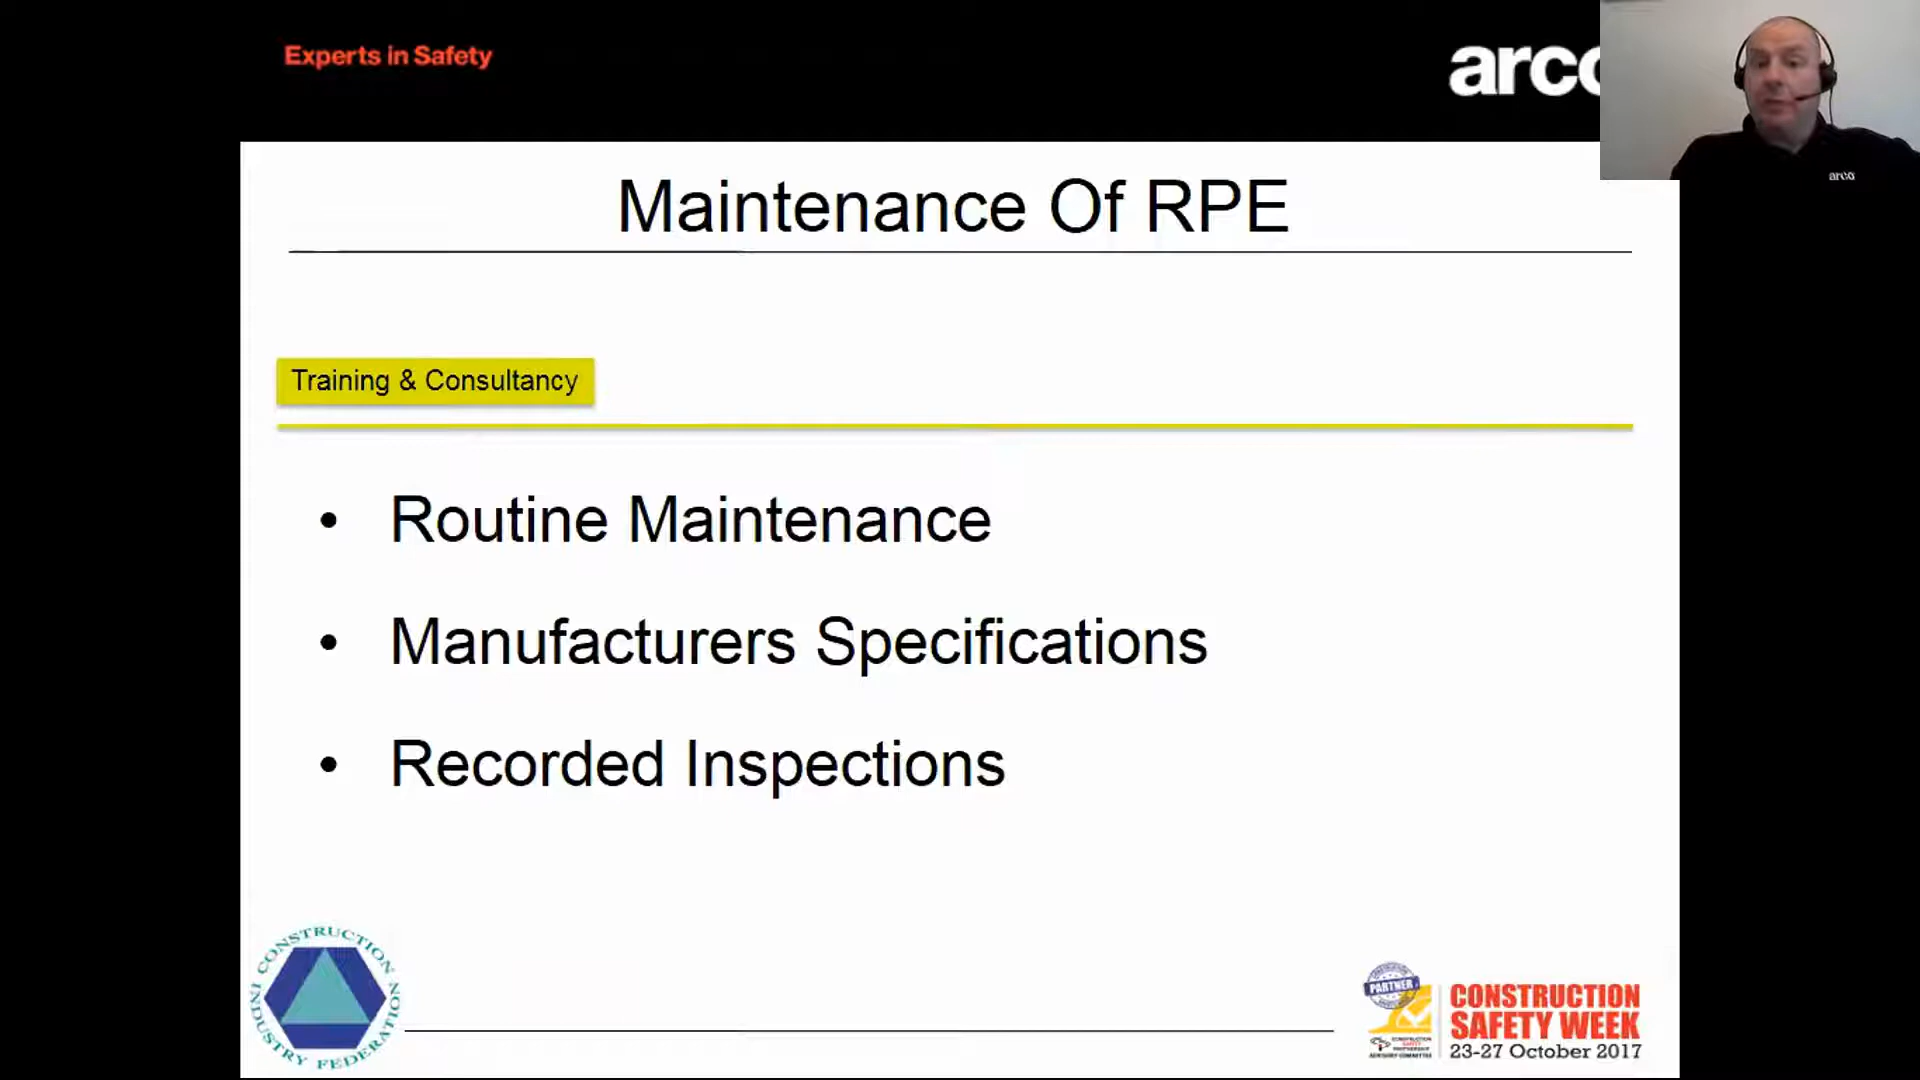 Experts in Safety
arco
arco
Maintenance Of RPE
Training & Consultancy
• Routine Maintenance
• Manufacturers Specifications
• Recorded Inspections
CONSTRUCTION INDUSTRY FEDERATION
PARTNER
CONSTRUCTION
SAFETY WEEK
23-27 October 2017